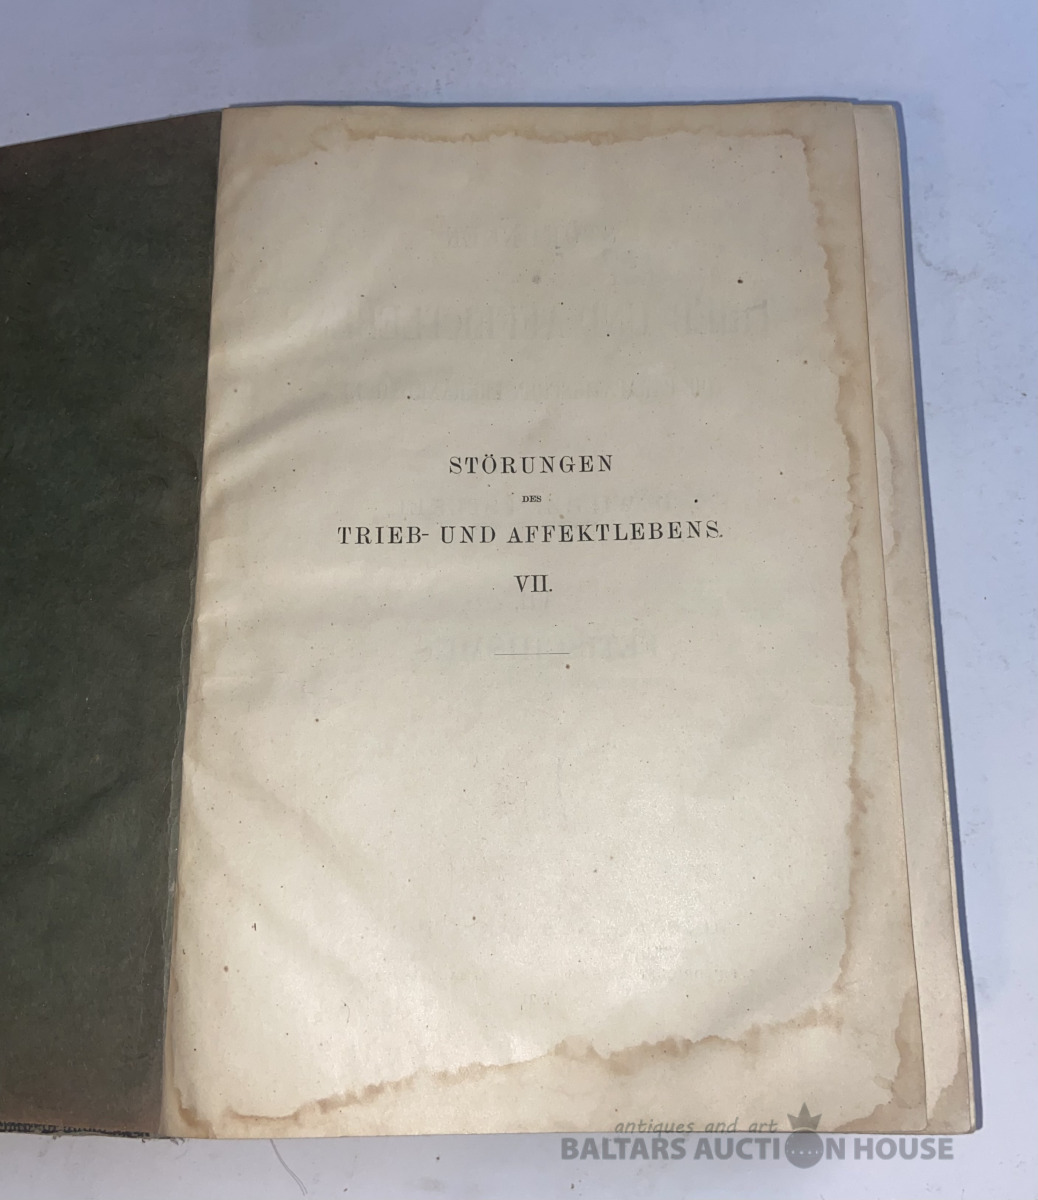 STÖRUNGEN
DES
TRIEB- UND AFFEKTLEBENS.
VII.
antiques and art
BALTARS AUCTION HOUSE